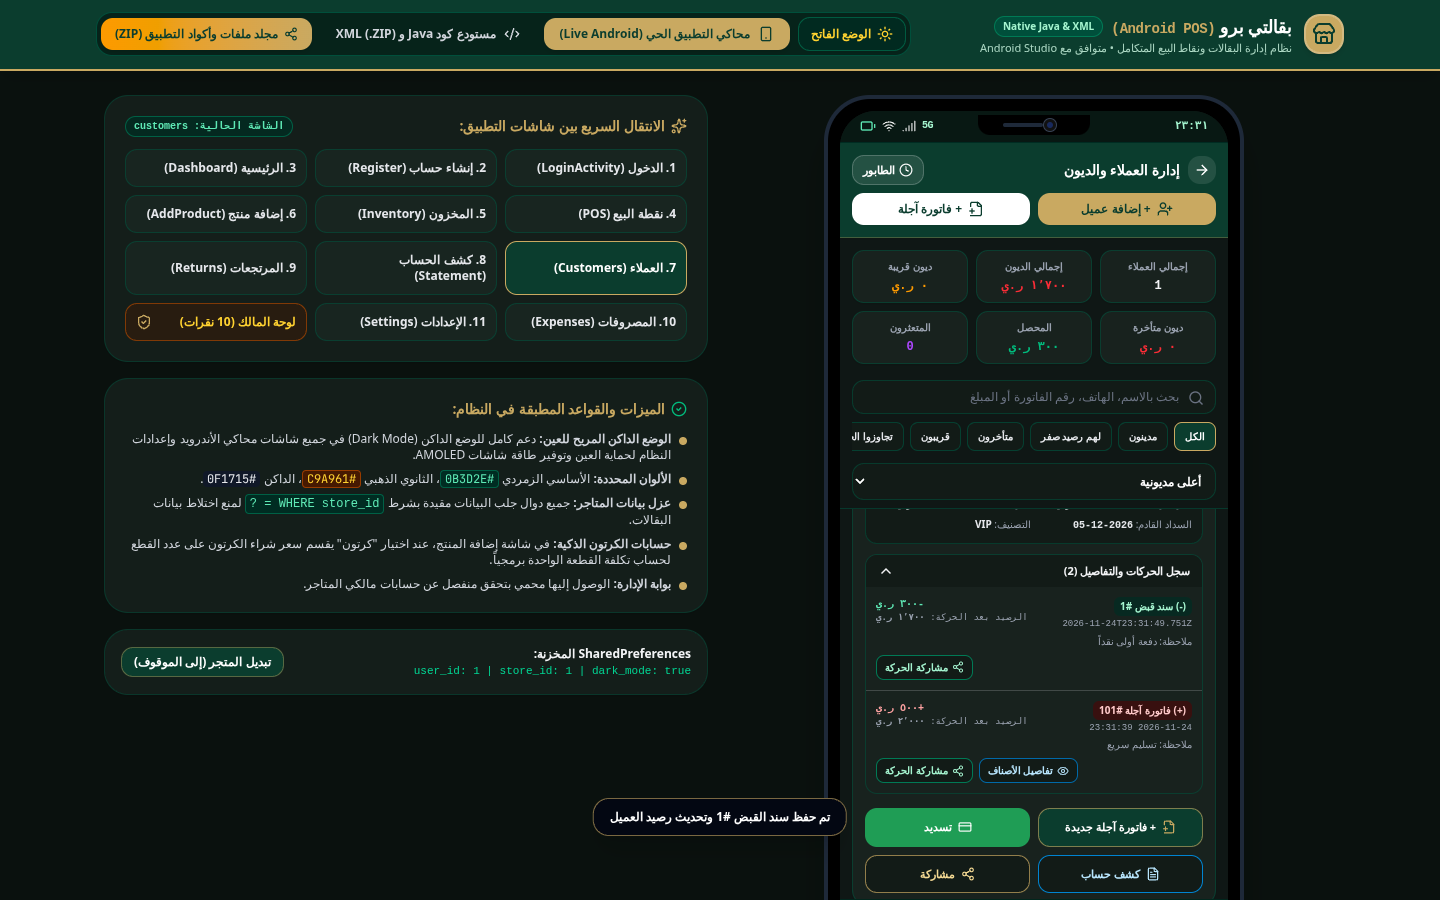 بقالتي برو (Android POS) Native Java & XML
نظام إدارة البقالات ونقاط البيع المتكامل • متوافق مع Android Studio
الوضع الفاتح
محاكي التطبيق الحي (Live Android)
مستودع كود Java و XML (.ZIP)
مجلد ملفات وأكواد التطبيق (ZIP)
٢٣:٣١
5G
إدارة العملاء والديون
الطابور
+ إضافة عميل
+ فاتورة آجلة
إجمالي العملاء
1
إجمالي الديون
١٬٧٠٠ ر.ي
ديون قريبة
٠ ر.ي
ديون متأخرة
٠ ر.ي
المحصل
٣٠٠ ر.ي
المتعثرون
0
بحث بالاسم، الهاتف، رقم الفاتورة أو المبلغ
الكل
مدينون
لهم رصيد صفر
متأخرون
قريبون
تجاوزوا
أعلى مديونية
السداد القادم: 2026-12-05
التصنيف: VIP
سجل الحركات والتفاصيل (2)
(-) سند قبض #1
-٣٠٠ ر.ي
2026-11-24T23:31:49.751Z
الرصيد بعد الحركة: ١٬٧٠٠ ر.ي
ملاحظة: دفعة أولى نقداً
مشاركة الحركة
(+) فاتورة آجلة #101
+٥٠٠ ر.ي
2026-11-24 23:31:39
الرصيد بعد الحركة: ٢٬٠٠٠ ر.ي
ملاحظة: تسليم سريع
تفاصيل الأصناف
مشاركة الحركة
+ فاتورة آجلة جديدة
تسديد
كشف حساب
مشاركة
الانتقال السريع بين شاشات التطبيق:
الشاشة الحالية: customers
1. الدخول (LoginActivity)
2. إنشاء حساب (Register)
3. الرئيسية (Dashboard)
4. نقطة البيع (POS)
5. المخزون (Inventory)
6. إضافة منتج (AddProduct)
7. العملاء (Customers)
8. كشف الحساب
(Statement)
9. المرتجعات (Returns)
10. المصروفات (Expenses)
11. الإعدادات (Settings)
لوحة المالك (10 نقرات)
الميزات والقواعد المطبقة في النظام:
الوضع الداكن المريح للعين: دعم كامل للوضع الداكن (Dark Mode) في جميع شاشات محاكي الأندرويد وإعدادات
النظام لحماية العين وتوفير طاقة شاشات AMOLED.
الألوان المحددة: الأساسي الزمردي #0B3D2E، الثانوي الذهبي #C9A961، الداكن #0F1715.
عزل بيانات المتاجر: جميع دوال جلب البيانات مقيدة بشرط WHERE store_id = ? لمنع اختلاط بيانات
البقالات.
حسابات الكرتون الذكية: في شاشة إضافة المنتج، عند اختيار "كرتون" يقسم سعر شراء الكرتون على عدد القطع
لحساب تكلفة القطعة الواحدة برمجياً.
بوابة الإدارة: الوصول إليها محمي بتحقق منفصل عن حسابات مالكي المتاجر.
SharedPreferences المخزنة:
user_id: 1 | store_id: 1 | dark_mode: true
تبديل المتجر (إلى الموقوف)
تم حفظ سند القبض #1 وتحديث رصيد العميل